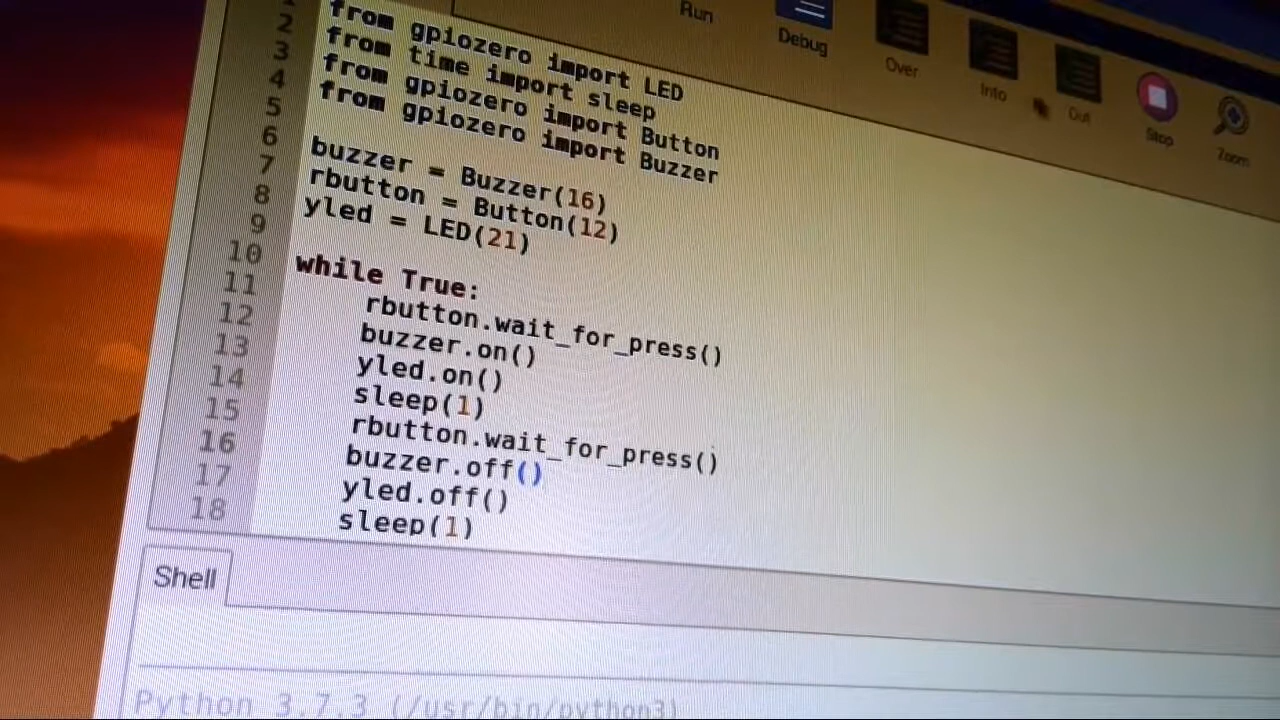 Run
Debug
Over
Into
Out
Stop
Zoom
2 from gpiozero import LED
3 from time import sleep
4 from gpiozero import Button
5 from gpiozero import Buzzer
6
7 buzzer = Buzzer(16)
8 rbutton = Button(12)
9 yled = LED(21)
10
11 while True:
12 rbutton.wait_for_press()
13 buzzer.on()
14 yled.on()
15 sleep(1)
16 rbutton.wait_for_press()
17 buzzer.off()
18 yled.off()
sleep(1)
Shell
Python 3.7.3 (/usr/bin/python3)